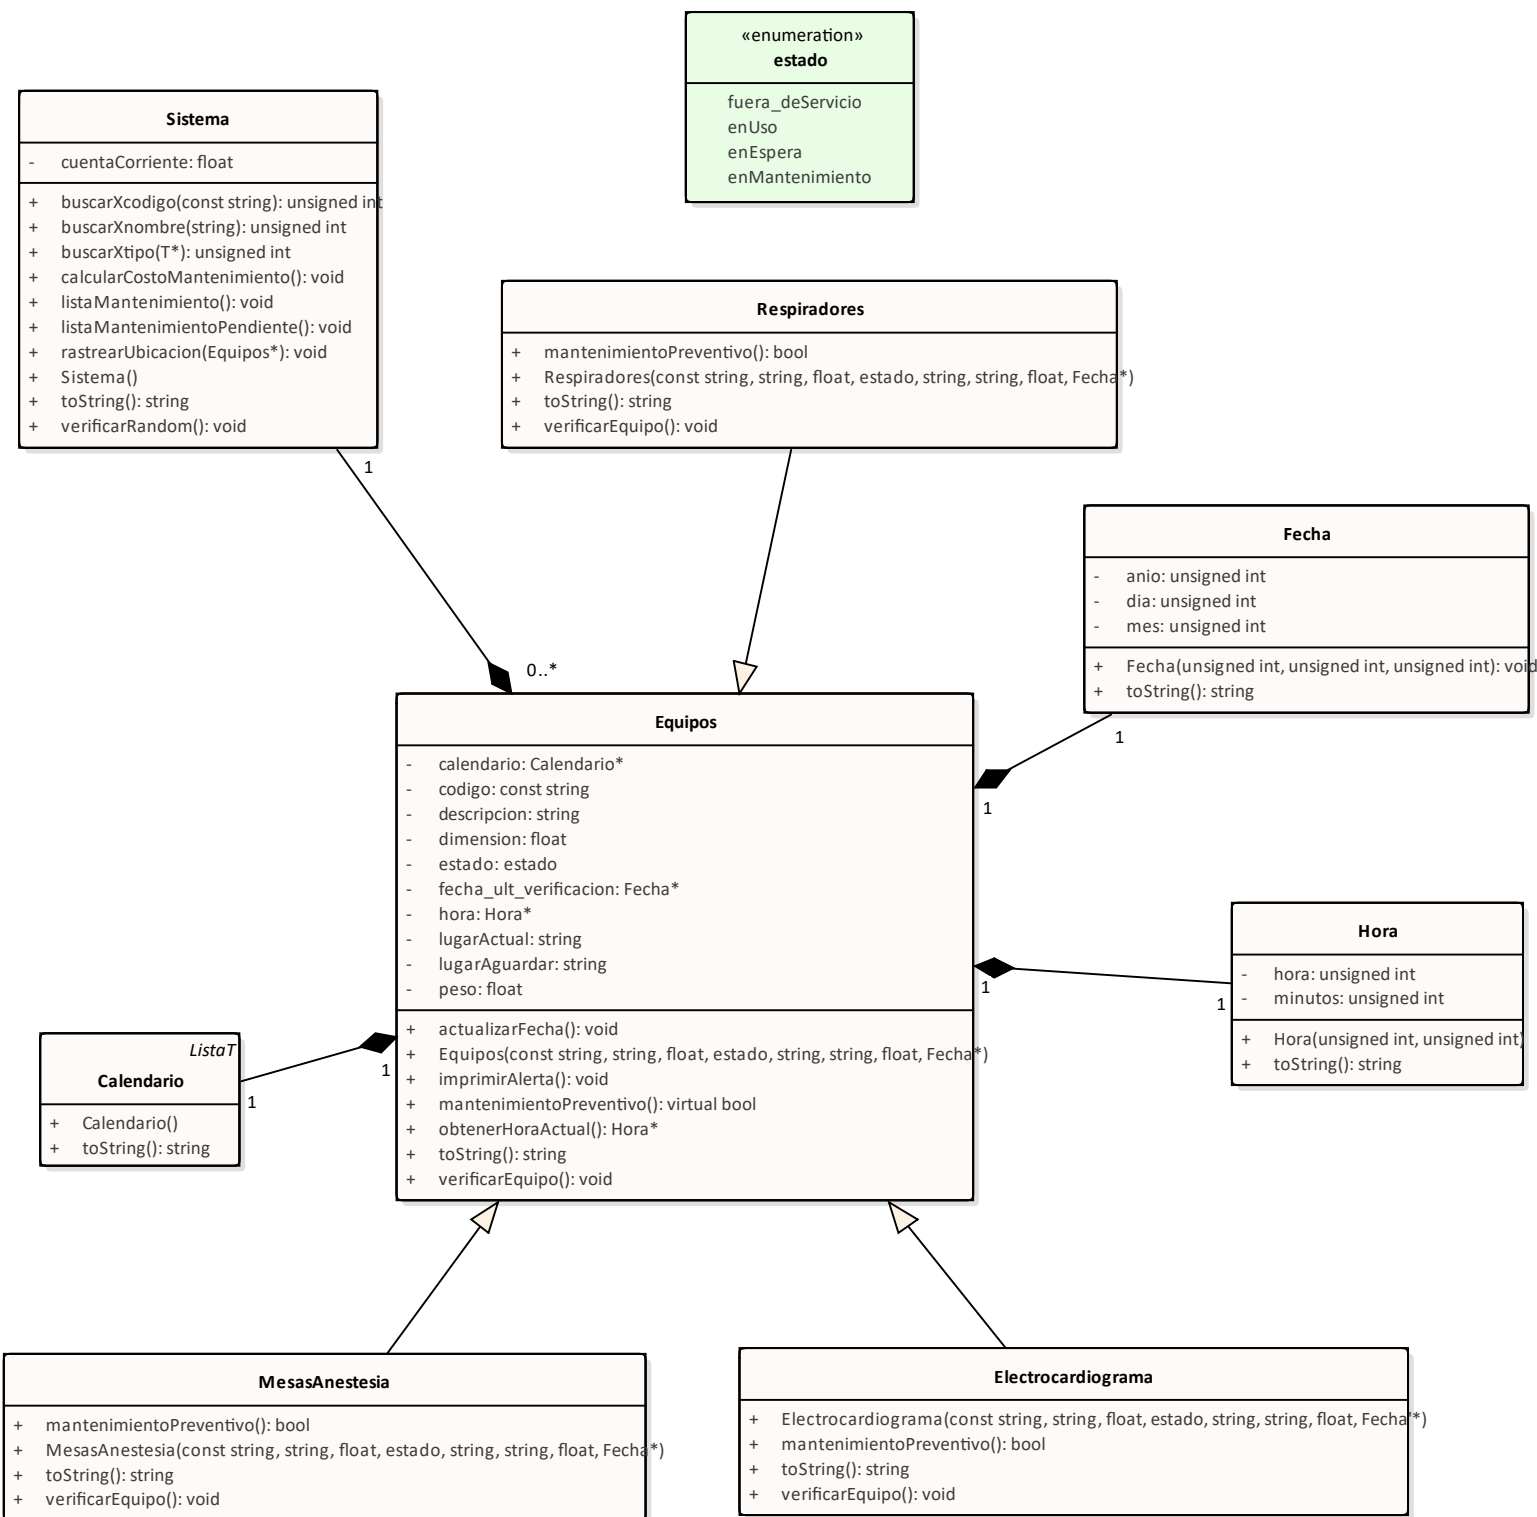 «enumeration»
estado
fuera_deServicio
enUso
enEspera
enMantenimiento
Sistema
- cuentaCorriente: float
+ buscarXcodigo(const string): unsigned int
+ buscarXnombre(string): unsigned int
+ buscarXtipo(T*): unsigned int
+ calcularCostoMantenimiento(): void
+ listaMantenimiento(): void
+ listaMantenimientoPendiente(): void
+ rastrearUbicacion(Equipos*): void
+ Sistema()
+ toString(): string
+ verificarRandom(): void
1
0..*
Respiradores
+ mantenimientoPreventivo(): bool
+ Respiradores(const string, string, float, estado, string, string, float, Fecha*)
+ toString(): string
+ verificarEquipo(): void
Fecha
- anio: unsigned int
- dia: unsigned int
- mes: unsigned int
+ Fecha(unsigned int, unsigned int, unsigned int): void
+ toString(): string
1
1
Equipos
- calendario: Calendario*
- codigo: const string
- descripcion: string
- dimension: float
- estado: estado
- fecha_ult_verificacion: Fecha*
- hora: Hora*
- lugarActual: string
- lugarAguardar: string
- peso: float
+ actualizarFecha(): void
+ Equipos(const string, string, float, estado, string, string, float, Fecha*)
+ imprimirAlerta(): void
+ mantenimientoPreventivo(): virtual bool
+ obtenerHoraActual(): Hora*
+ toString(): string
+ verificarEquipo(): void
Hora
- hora: unsigned int
- minutos: unsigned int
+ Hora(unsigned int, unsigned int)
+ toString(): string
1
1
ListaT
Calendario
+ Calendario()
+ toString(): string
1
1
MesasAnestesia
+ mantenimientoPreventivo(): bool
+ MesasAnestesia(const string, string, float, estado, string, string, float, Fecha*)
+ toString(): string
+ verificarEquipo(): void
Electrocardiograma
+ Electrocardiograma(const string, string, float, estado, string, string, float, Fecha*)
+ mantenimientoPreventivo(): bool
+ toString(): string
+ verificarEquipo(): void